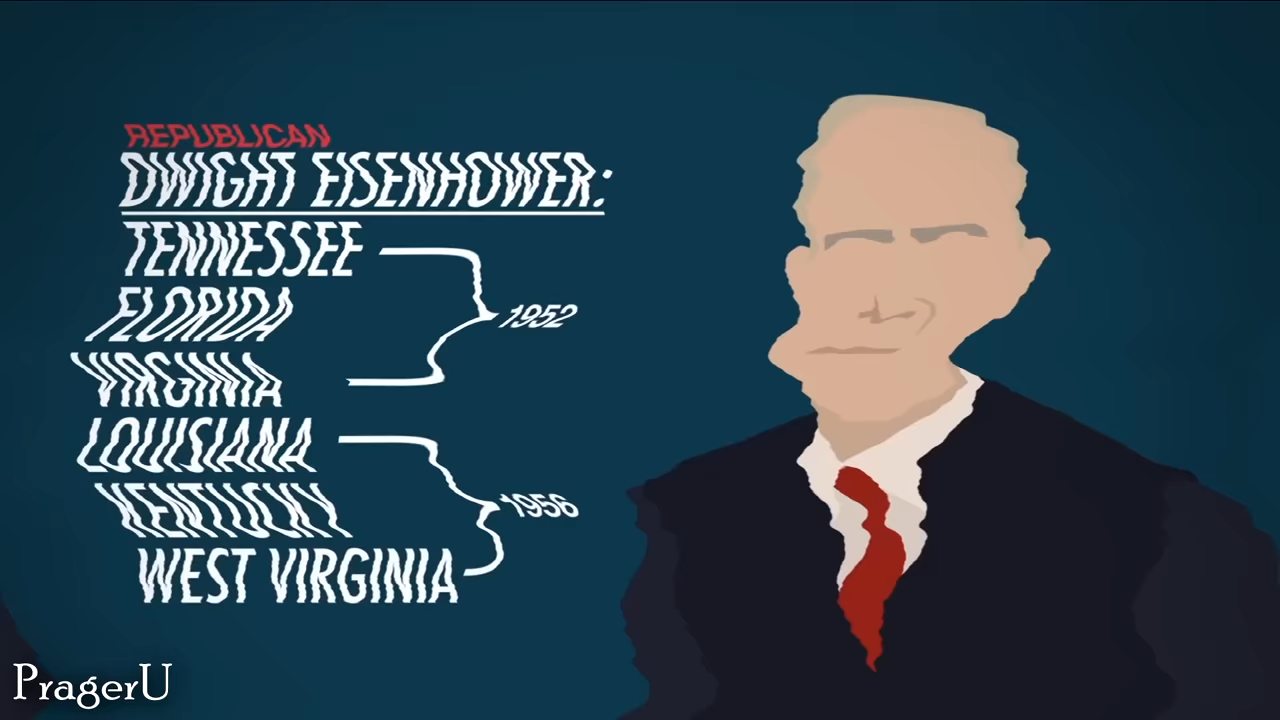 REPUBLICAN
DWIGHT EISENHOWER:
TENNESSEE
FLORIDA
1952
VIRGINIA
LOUISIANA
KENTUCKY
1956
WEST VIRGINIA
PragerU